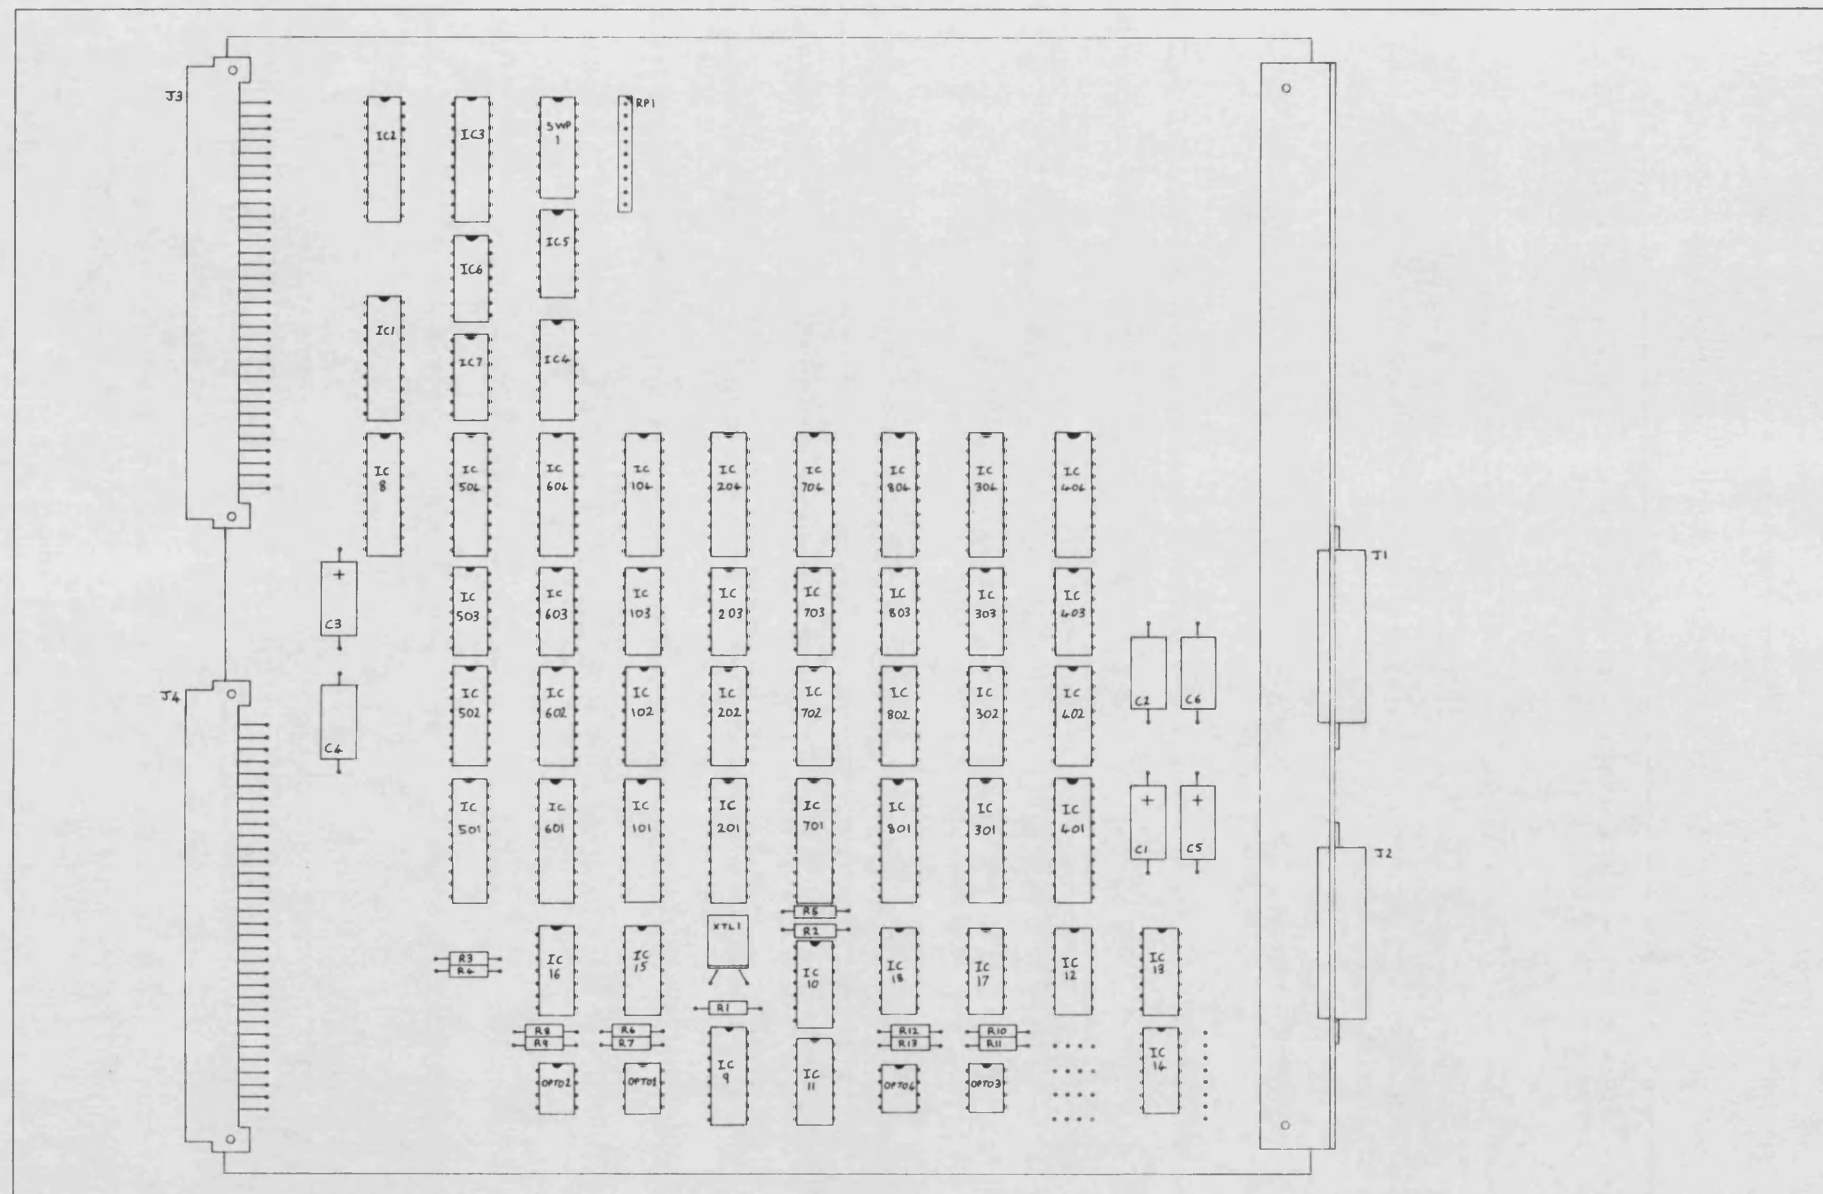 J3
IC2
IC3
SWP
1
RP1
IC5
IC6
IC1
IC7
IC4
IC
8
IC
504
IC
604
IC
104
IC
204
IC
704
IC
804
IC
304
IC
404
J1
+
C3
IC
503
IC
603
IC
103
IC
203
IC
703
IC
803
IC
303
IC
403
J4
C4
IC
502
IC
602
IC
102
IC
202
IC
702
IC
802
IC
302
IC
402
C2
C6
IC
501
IC
601
IC
101
IC
201
IC
701
IC
801
IC
301
IC
401
+
C1
+
C5
J2
R5
R2
XTL1
R3
R4
IC
16
IC
15
IC
10
IC
18
IC
17
IC
12
IC
13
R1
R8
R9
R6
R7
R12
R13
R10
R11
OPTO2
OPTO1
IC
9
IC
11
OPTO4
OPTO3
IC
14